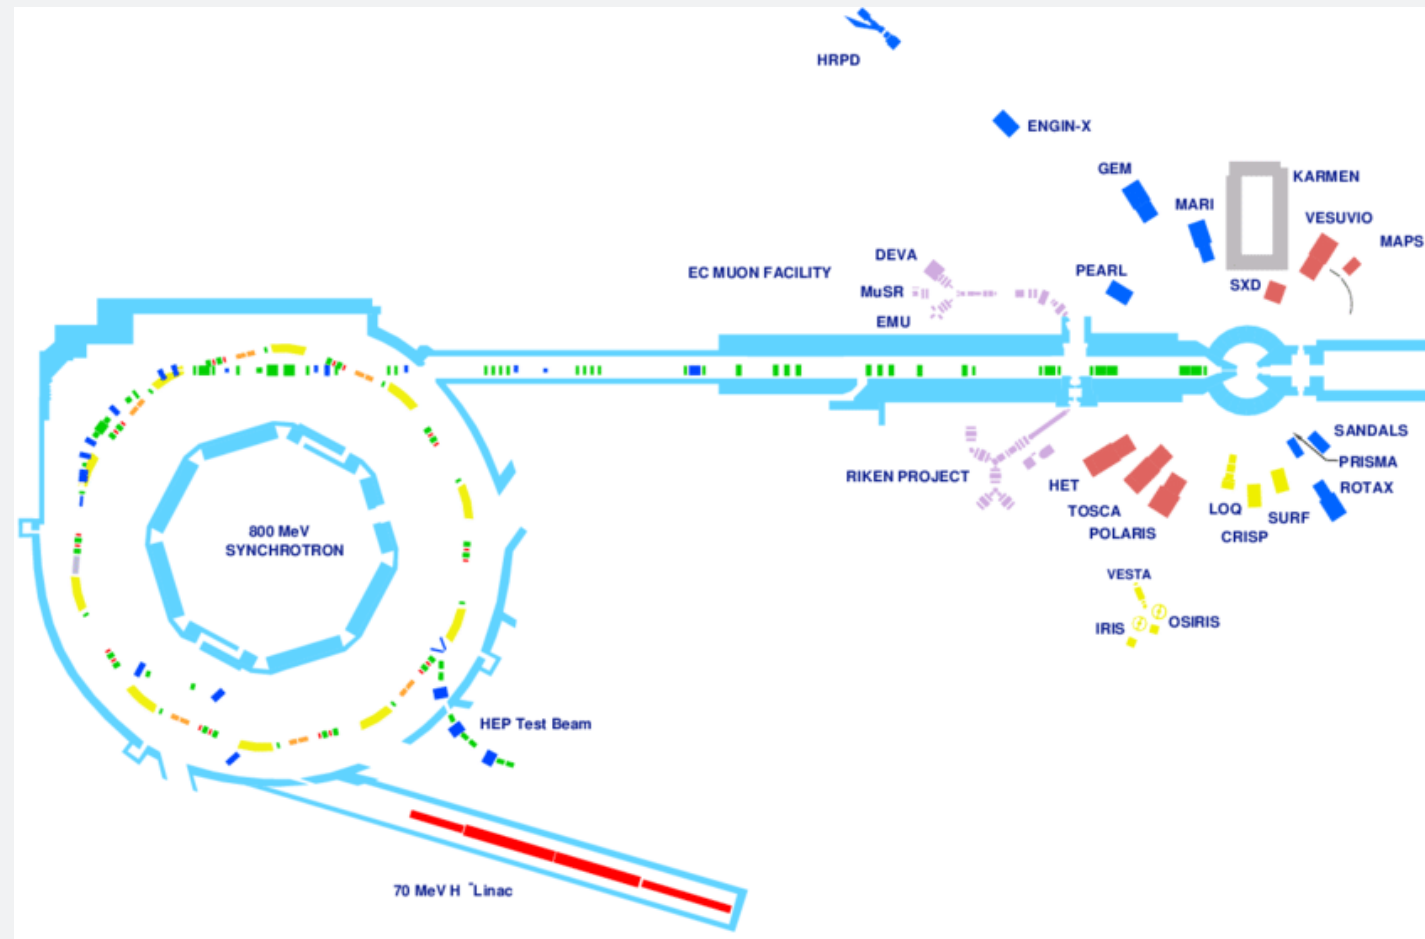 HRPD
ENGIN-X
GEM
KARMEN
MARI
VESUVIO
MAPS
DEVA
EC MUON FACILITY
PEARL
SXD
MuSR
EMU
SANDALS
PRISMA
RIKEN PROJECT
HET
ROTAX
TOSCA
LOQ
SURF
POLARIS
CRISP
800 MeV
SYNCHROTRON
VESTA
IRIS
OSIRIS
HEP Test Beam
70 MeV H ¯Linac